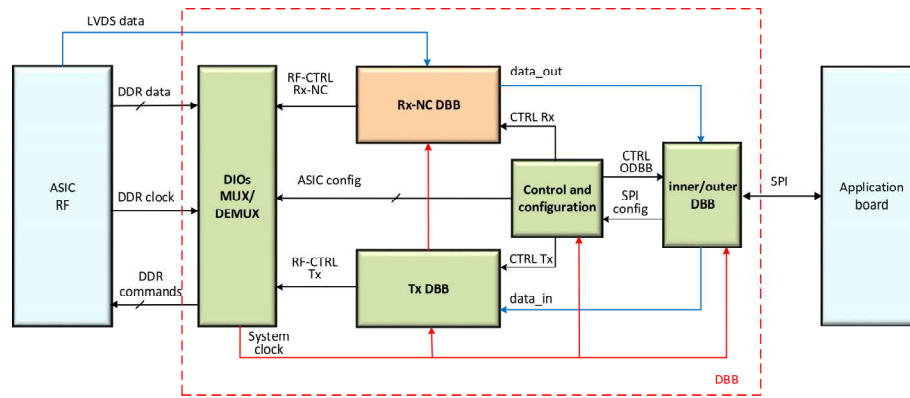 LVDS data
ASIC
RF
DDR data
DDR clock
DDR
commands
DIOs
MUX/
DEMUX
RF-CTRL
Rx-NC
ASIC config
RF-CTRL
Tx
System
clock
Rx-NC DBB
Tx DBB
data_out
CTRL Rx
Control and
configuration
CTRL Tx
data_in
CTRL
ODBB
SPI
config
inner/outer
DBB
SPI
Application
board
DBB